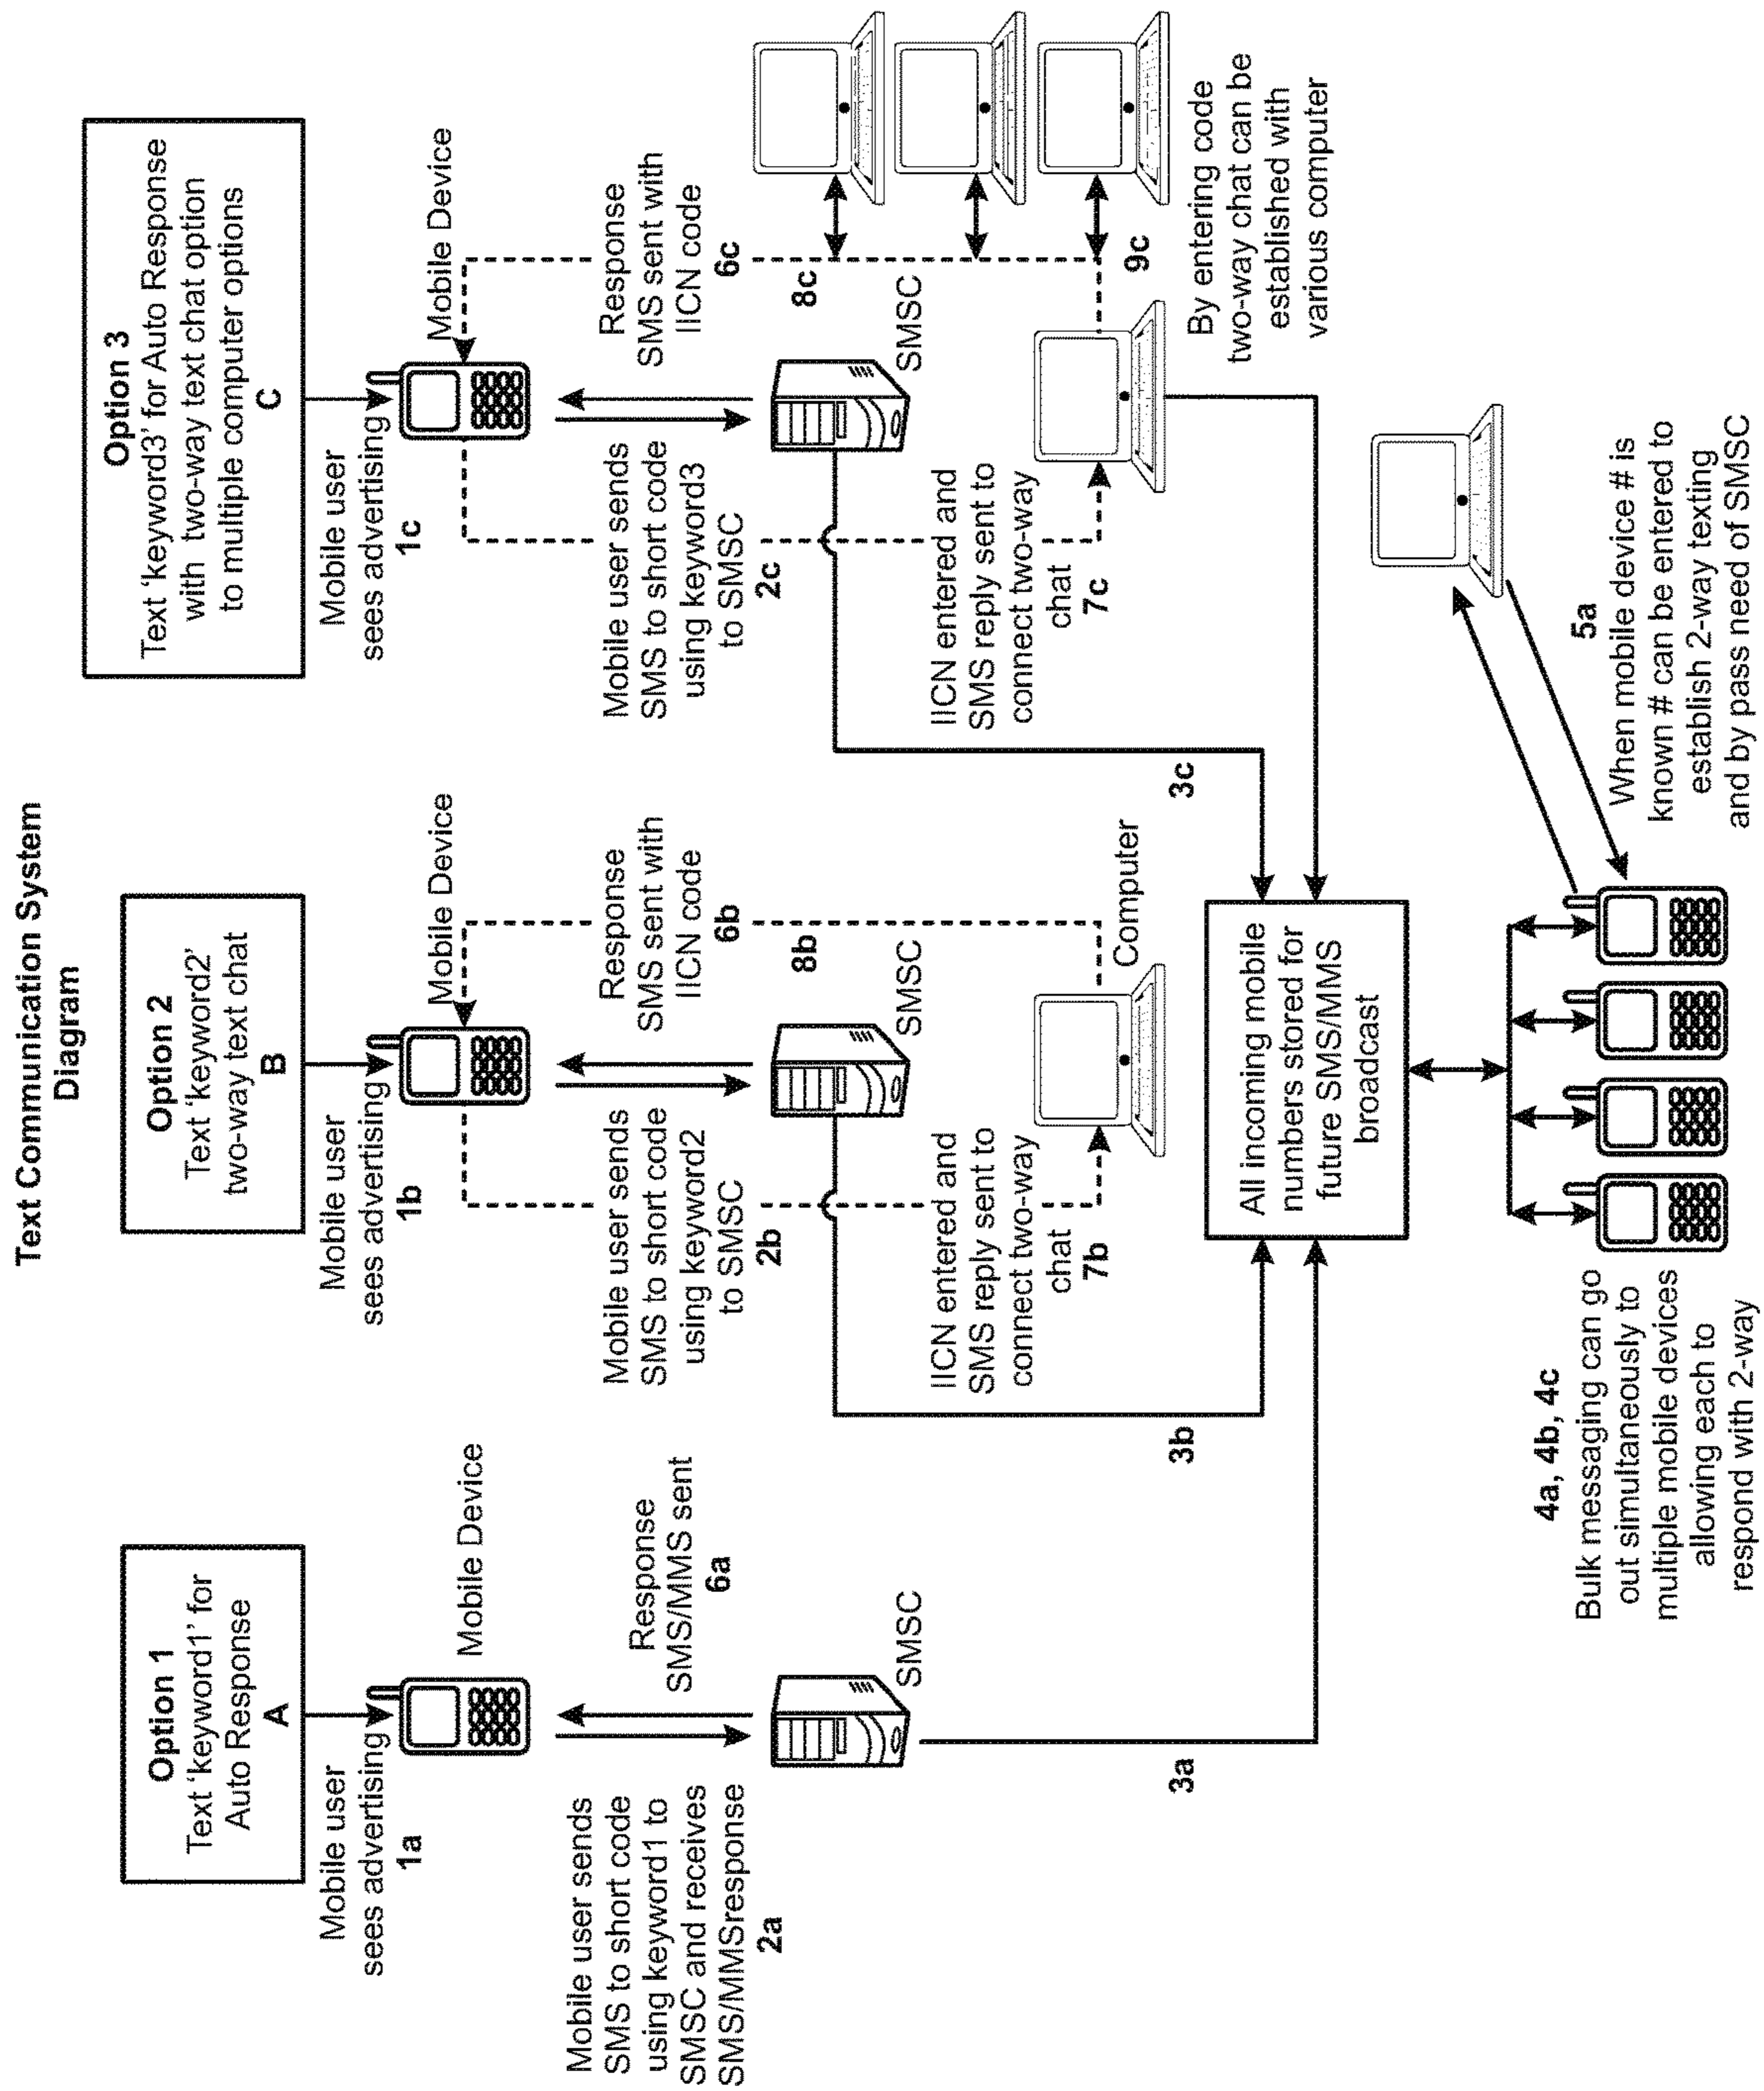 Text Communication System
Diagram
Option 1
Text 'keyword1' for
Auto Response
A
Mobile user
sees advertising
1a
Mobile Device
Mobile user sends
SMS to short code
using keyword1 to
SMSC and receives
SMS/MMSresponse
2a
Response
SMS/MMS sent
6a
SMSC
3a
Option 2
Text 'keyword2'
two-way text chat
B
Mobile user
sees advertising
1b
Mobile Device
Mobile user sends
SMS to short code
using keyword2
to SMSC
2b
Response
SMS sent with
IICN code
6b
8b
SMSC
IICN entered and
SMS reply sent to
connect two-way
chat
7b
Computer
3b
Option 3
Text 'keyword3' for Auto Response
with two-way text chat option
to multiple computer options
C
Mobile user
sees advertising
1c
Mobile Device
Mobile user sends
SMS to short code
using keyword3
to SMSC
2c
Response
SMS sent with
IICN code
6c
8c
SMSC
IICN entered and
SMS reply sent to
connect two-way
chat
7c
9c
By entering code
two-way chat can be
established with
various computer
3c
All incoming mobile
numbers stored for
future SMS/MMS
broadcast
4a, 4b, 4c
Bulk messaging can go
out simultaneously to
multiple mobile devices
allowing each to
respond with 2-way
5a
When mobile device # is
known # can be entered to
establish 2-way texting
and by pass need of SMSC